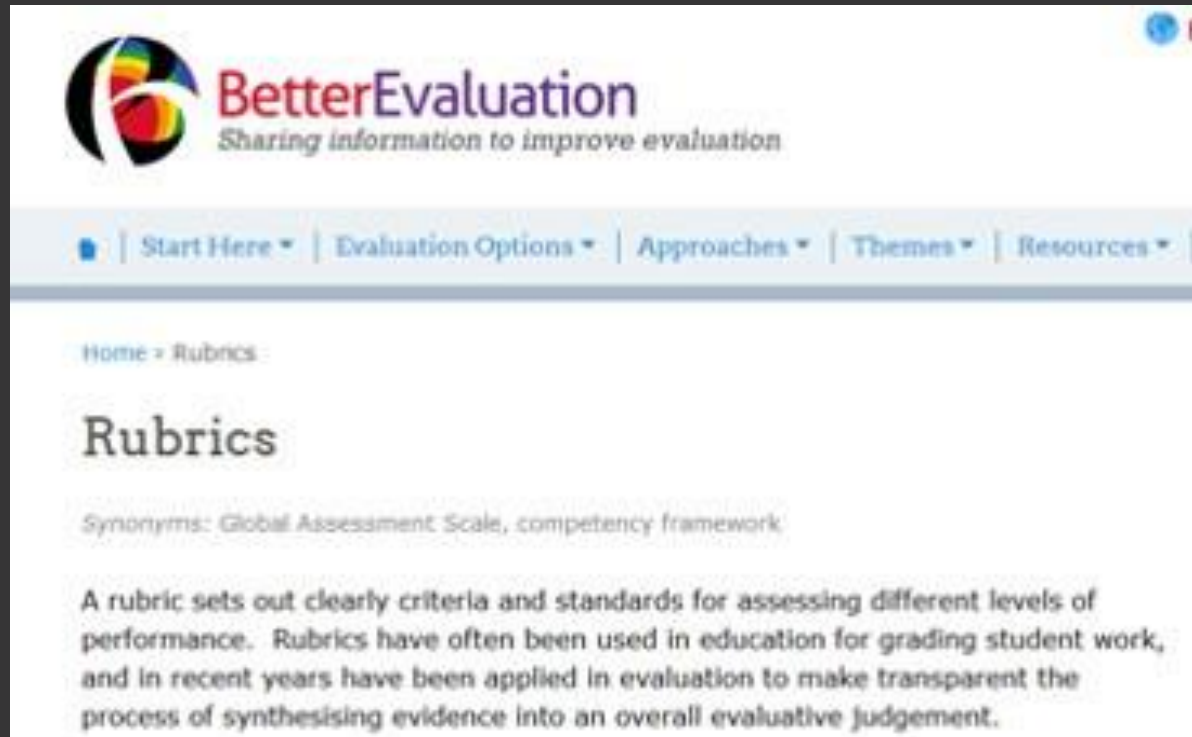 BetterEvaluation
Sharing information to improve evaluation
Start Here | Evaluation Options | Approaches | Themes | Resources
Home » Rubrics
Rubrics
Synonyms: Global Assessment Scale, competency framework
A rubric sets out clearly criteria and standards for assessing different levels of
performance. Rubrics have often been used in education for grading student work,
and in recent years have been applied in evaluation to make transparent the
process of synthesising evidence into an overall evaluative judgement.